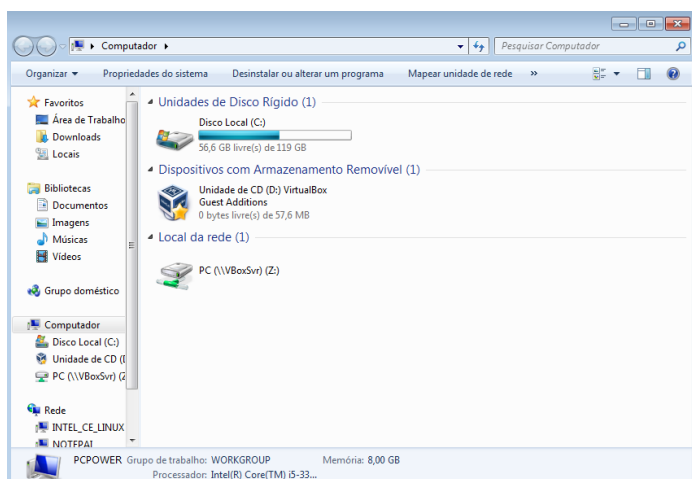 Computador
Pesquisar Computador
Organizar
Propriedades do sistema
Desinstalar ou alterar um programa
Mapear unidade de rede
»
Favoritos
Área de Trabalho
Downloads
Locais
Bibliotecas
Documentos
Imagens
Músicas
Vídeos
Grupo doméstico
Computador
Disco Local (C:)
Unidade de CD (D
PC (\\VBoxSvr) (Z
Rede
INTEL_CE_LINUX
NOTEPAI
Unidades de Disco Rígido (1)
Disco Local (C:)
56,6 GB livre(s) de 119 GB
Dispositivos com Armazenamento Removível (1)
Unidade de CD (D:) VirtualBox
Guest Additions
0 bytes livre(s) de 57,6 MB
Local da rede (1)
PC (\\VBoxSvr) (Z:)
PCPOWER Grupo de trabalho: WORKGROUP Memória: 8,00 GB
Processador: Intel(R) Core(TM) i5-33...